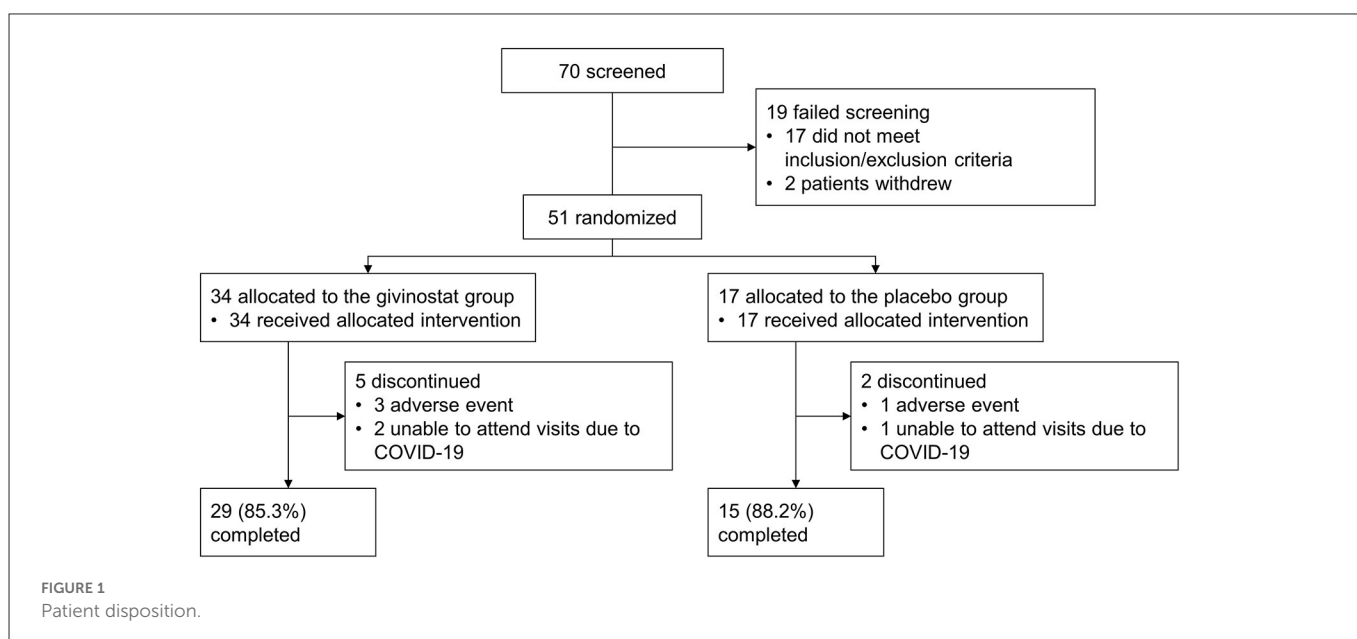 70 screened
19 failed screening
• 17 did not meet
inclusion/exclusion criteria
• 2 patients withdrew
51 randomized
34 allocated to the givinostat group
• 34 received allocated intervention
17 allocated to the placebo group
• 17 received allocated intervention
5 discontinued
• 3 adverse event
• 2 unable to attend visits due to
COVID-19
2 discontinued
• 1 adverse event
• 1 unable to attend visits due to
COVID-19
29 (85.3%)
completed
15 (88.2%)
completed
FIGURE 1
Patient disposition.